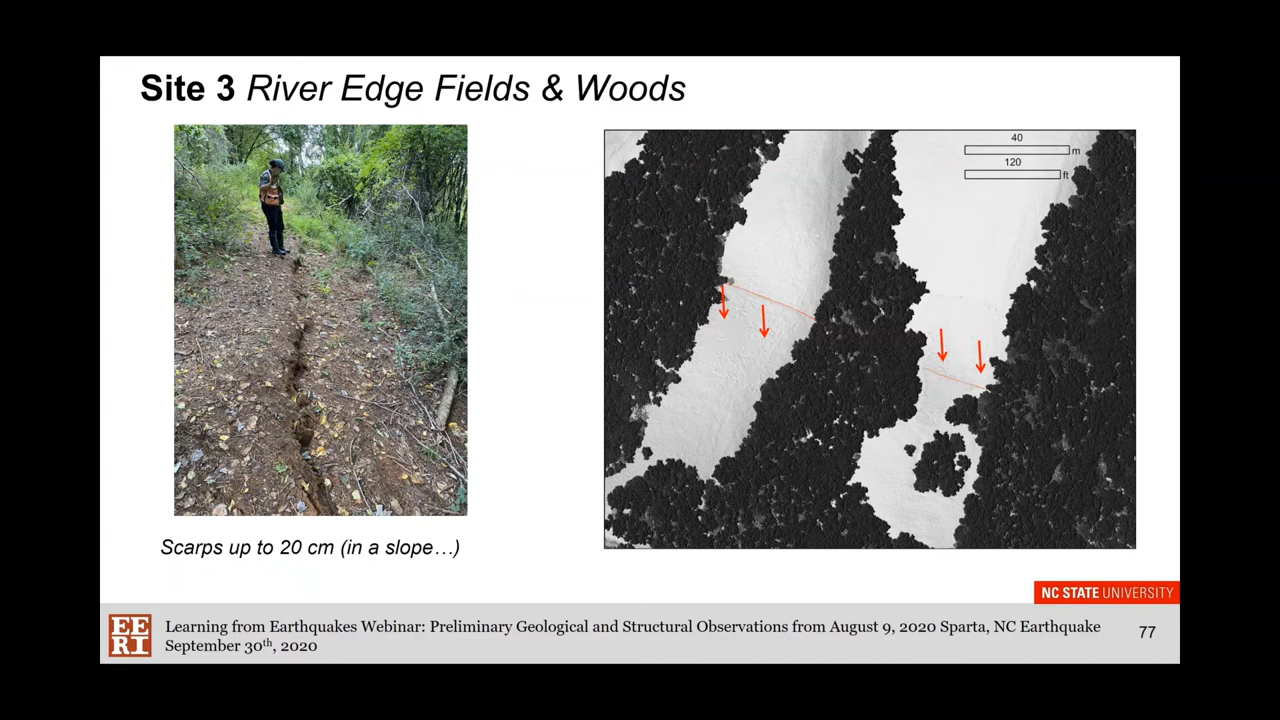 Site 3 River Edge Fields & Woods
40
m
120
ft
Scarps up to 20 cm (in a slope…)
NC STATE UNIVERSITY
EE
RI
Learning from Earthquakes Webinar: Preliminary Geological and Structural Observations from August 9, 2020 Sparta, NC Earthquake
September 30th, 2020
77